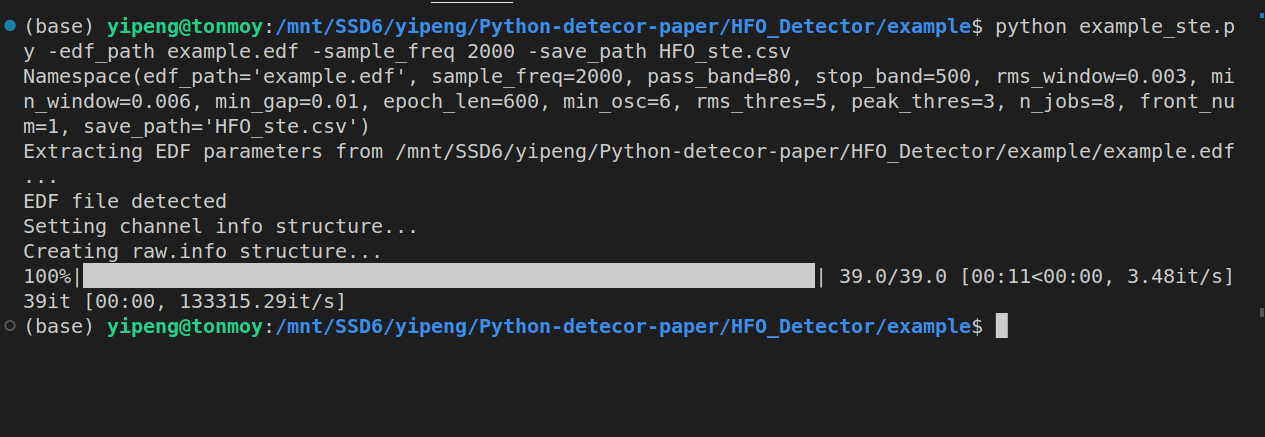 (base) yipeng@tonmoy:/mnt/SSD6/yipeng/Python-detecor-paper/HFO_Detector/example$ python example_ste.p
y -edf_path example.edf -sample_freq 2000 -save_path HFO_ste.csv
Namespace(edf_path='example.edf', sample_freq=2000, pass_band=80, stop_band=500, rms_window=0.003, mi
n_window=0.006, min_gap=0.01, epoch_len=600, min_osc=6, rms_thres=5, peak_thres=3, n_jobs=8, front_nu
m=1, save_path='HFO_ste.csv')
Extracting EDF parameters from /mnt/SSD6/yipeng/Python-detecor-paper/HFO_Detector/example/example.edf
...
EDF file detected
Setting channel info structure...
Creating raw.info structure...
100%| | 39.0/39.0 [00:11<00:00, 3.48it/s]
39it [00:00, 133315.29it/s]
(base) yipeng@tonmoy:/mnt/SSD6/yipeng/Python-detecor-paper/HFO_Detector/example$